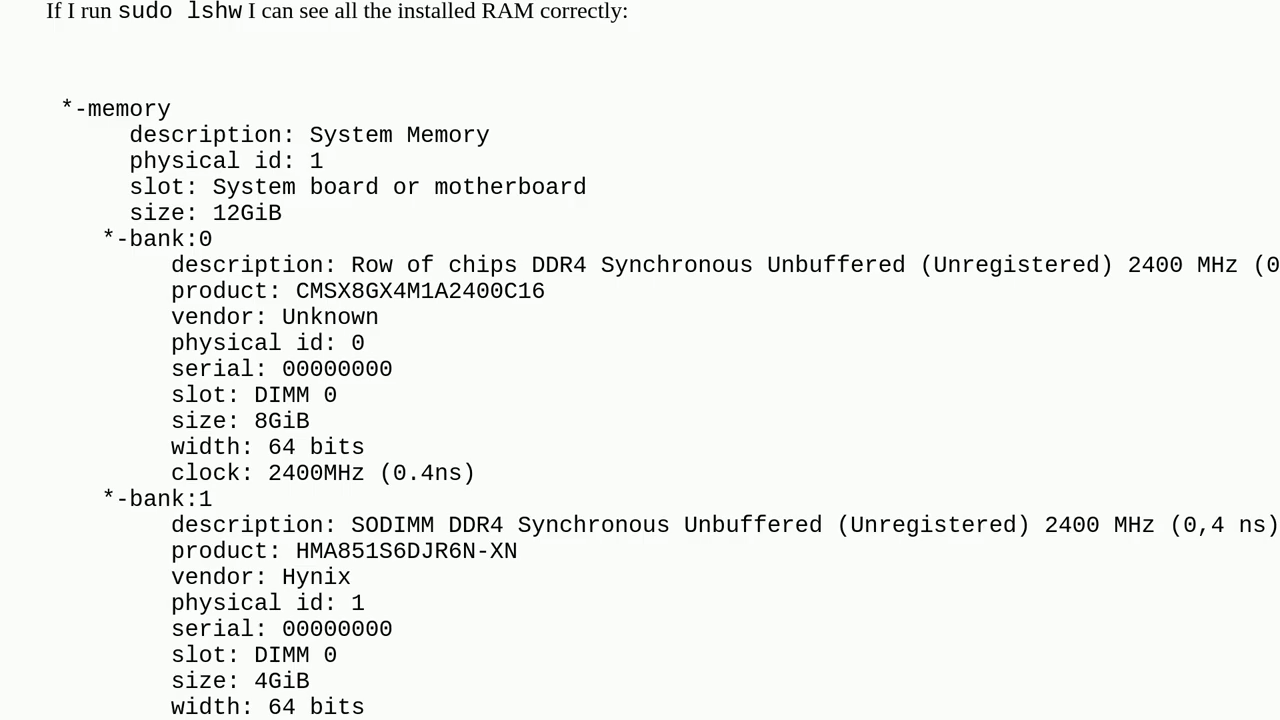 If I run sudo lshw I can see all the installed RAM correctly:
*-memory
description: System Memory
physical id: 1
slot: System board or motherboard
size: 12GiB
*-bank:0
description: Row of chips DDR4 Synchronous Unbuffered (Unregistered) 2400 MHz (0
product: CMSX8GX4M1A2400C16
vendor: Unknown
physical id: 0
serial: 00000000
slot: DIMM 0
size: 8GiB
width: 64 bits
clock: 2400MHz (0.4ns)
*-bank:1
description: SODIMM DDR4 Synchronous Unbuffered (Unregistered) 2400 MHz (0,4 ns)
product: HMA851S6DJR6N-XN
vendor: Hynix
physical id: 1
serial: 00000000
slot: DIMM 0
size: 4GiB
width: 64 bits